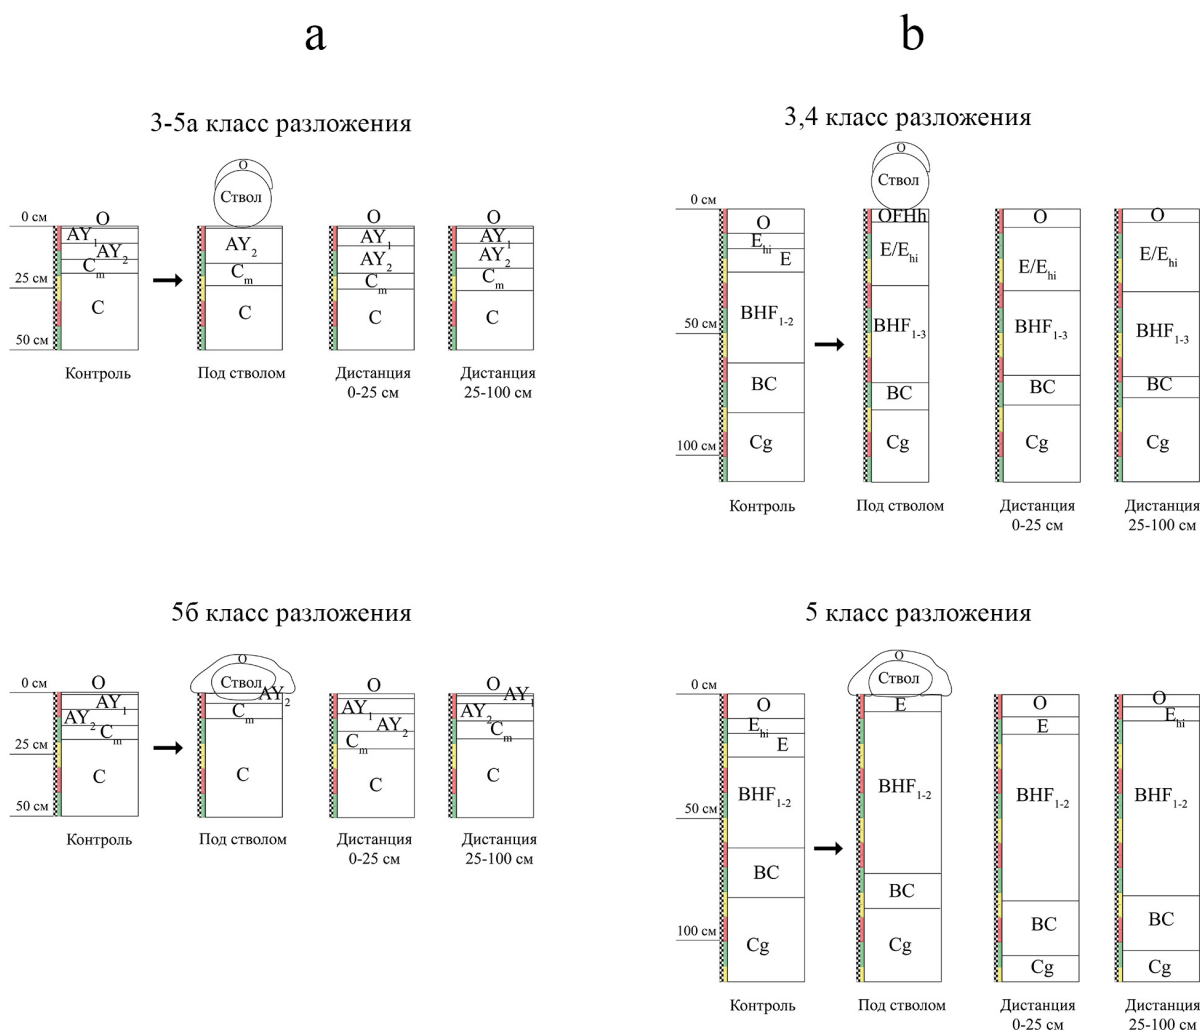 a
3-5а класс разложения
О
Ствол
0 см
25 см
50 см
О
AY1
AY2
Cm
C
Контроль
AY2
Cm
C
Под стволом
AY1
AY2
Cm
C
Дистанция
0-25 см
AY1
AY2
Cm
C
Дистанция
25-100 см
5б класс разложения
О
Ствол
0 см
25 см
50 см
О
AY1
AY2
Cm
C
Контроль
AY2
Cm
C
Под стволом
AY1
AY2
Cm
C
Дистанция
0-25 см
О
AY1
AY2
Cm
C
Дистанция
25-100 см
b
3,4 класс разложения
О
Ствол
0 см
50 см
100 см
O
Ehi
E
BHF1-2
BC
Cg
Контроль
OFHh
E/Ehi
BHF1-3
BC
Cg
Под стволом
O
E/Ehi
BHF1-3
BC
Cg
Дистанция
0-25 см
O
E/Ehi
BHF1-3
BC
Cg
Дистанция
25-100 см
5 класс разложения
О
Ствол
0 см
50 см
100 см
O
Ehi
E
BHF1-2
BC
Cg
Контроль
E
BHF1-2
BC
Cg
Под стволом
O
E
BHF1-2
BC
Cg
Дистанция
0-25 см
O
Ehi
BHF1-2
BC
Cg
Дистанция
25-100 см